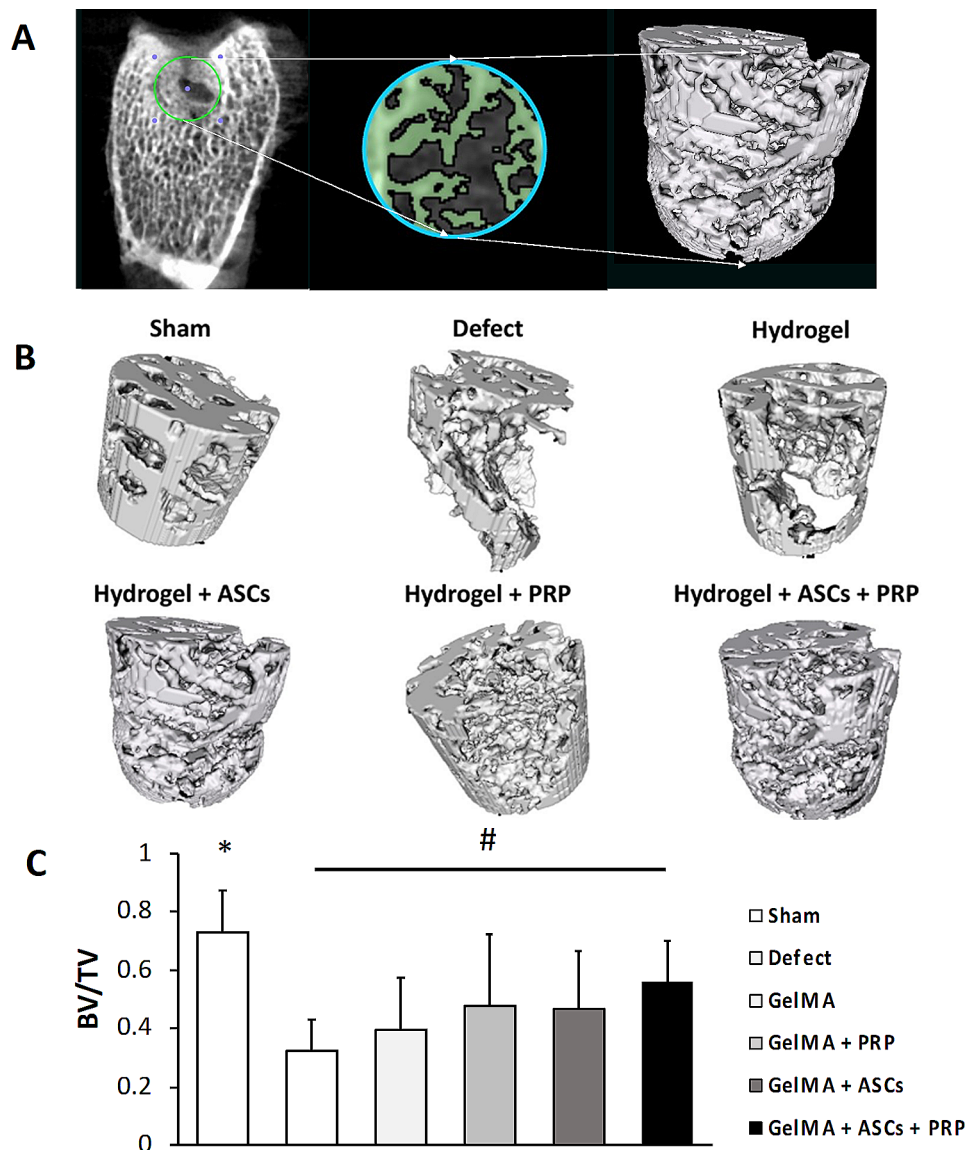 A
B
Sham
Defect
Hydrogel
Hydrogel + ASCs
Hydrogel + PRP
Hydrogel + ASCs + PRP
C
*
#
1
0.8
0.6
0.4
0.2
0
BV/TV
Sham
Defect
GelMA
GelMA + PRP
GelMA + ASCs
GelMA + ASCs + PRP